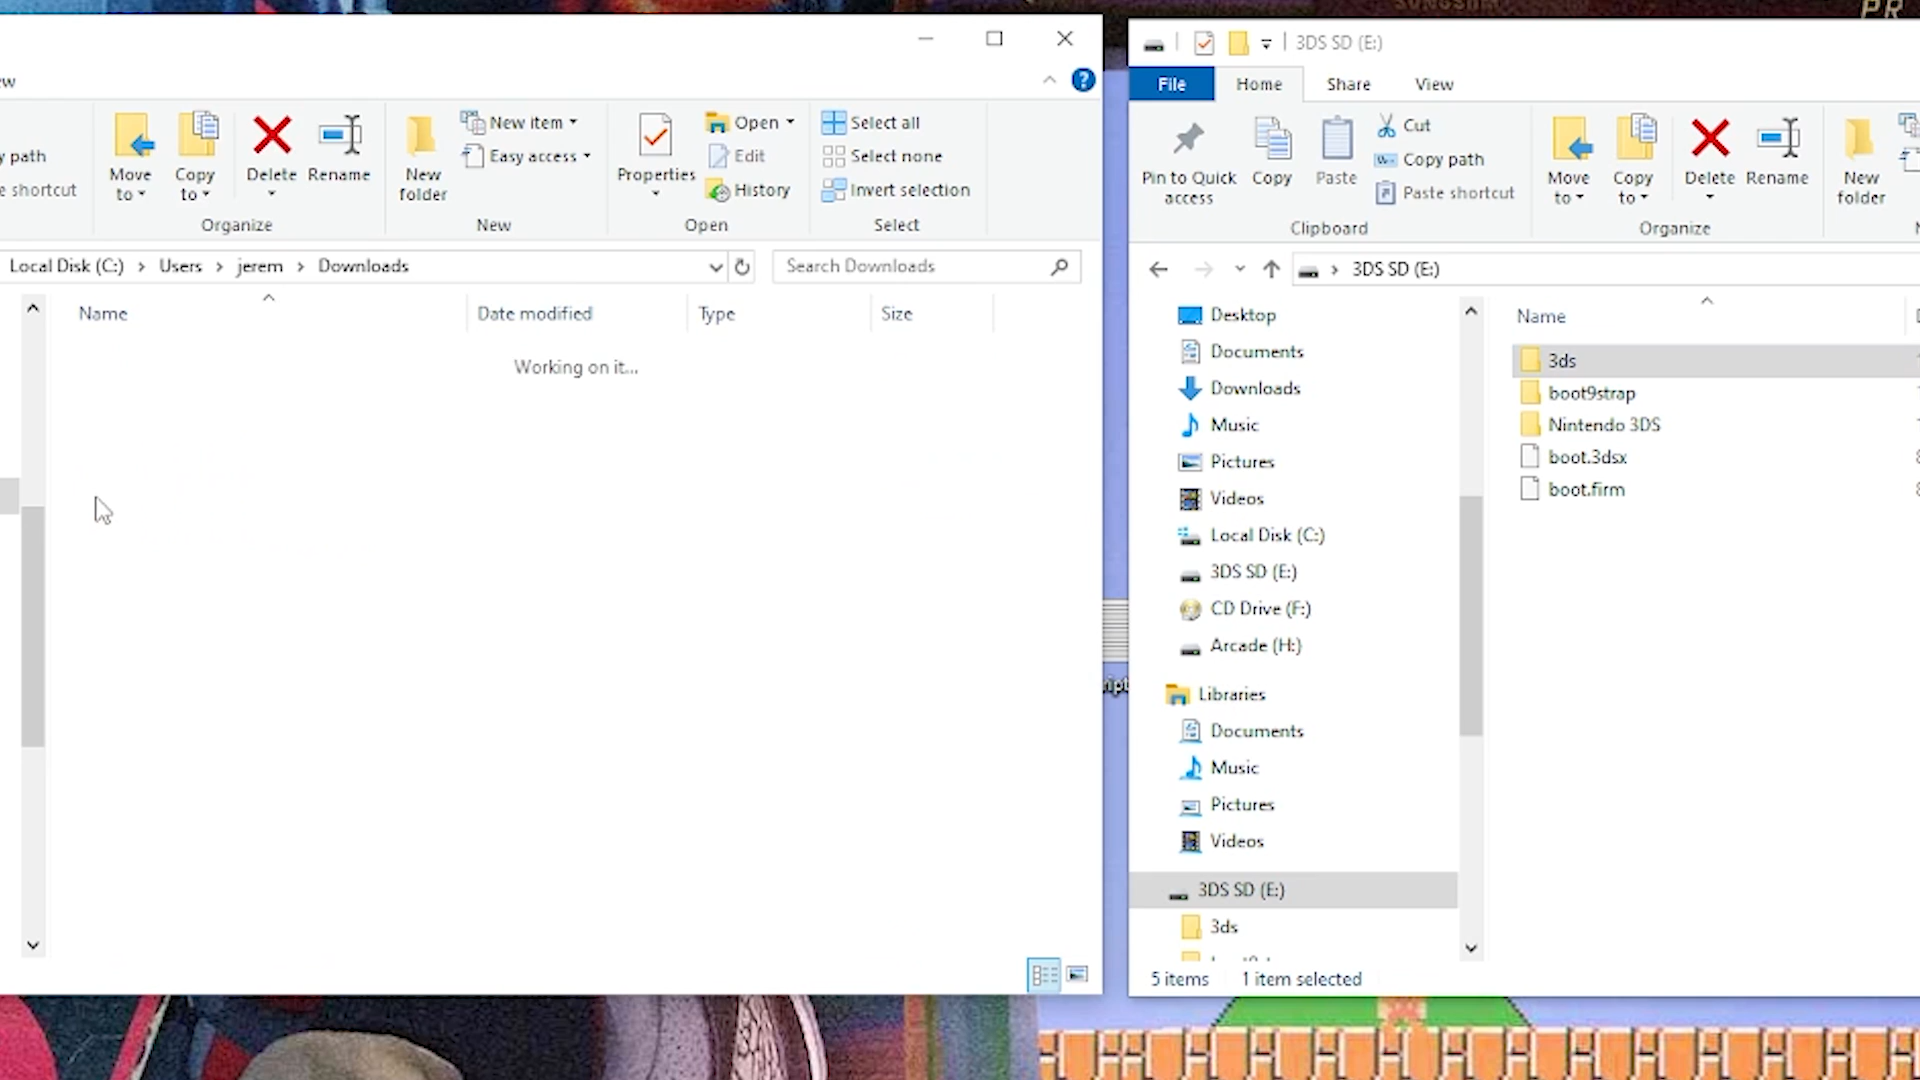 PR
3DS SD (E:)
ew
File
Home
Share
View
y path
e shortcut
Move to
Copy to
Delete
Rename
New folder
New item
Easy access
Properties
Open
Edit
History
Select all
Select none
Invert selection
Organize
New
Open
Select
Pin to Quick access
Copy
Paste
Cut
Copy path
Paste shortcut
Move to
Copy to
Delete
Rename
New folder
Clipboard
Organize
Local Disk (C:) › Users › jerem › Downloads
Search Downloads
Name
Date modified
Type
Size
Working on it...
3DS SD (E:)
Desktop
Documents
Downloads
Music
Pictures
Videos
Local Disk (C:)
3DS SD (E:)
CD Drive (F:)
Arcade (H:)
Libraries
Documents
Music
Pictures
Videos
3DS SD (E:)
3ds
Name
3ds
boot9strap
Nintendo 3DS
boot.3dsx
boot.firm
5 items
1 item selected